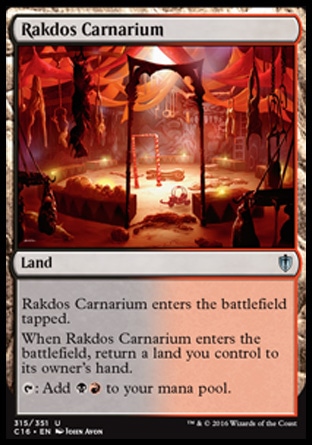 Rakdos Carnarium
Land
Rakdos Carnarium enters the battlefield
tapped.
When Rakdos Carnarium enters the
battlefield, return a land you control to
its owner's hand.
: Add to your mana pool.
315/351 U
C16 • EN John Avon
™ & © 2016 Wizards of the Coast